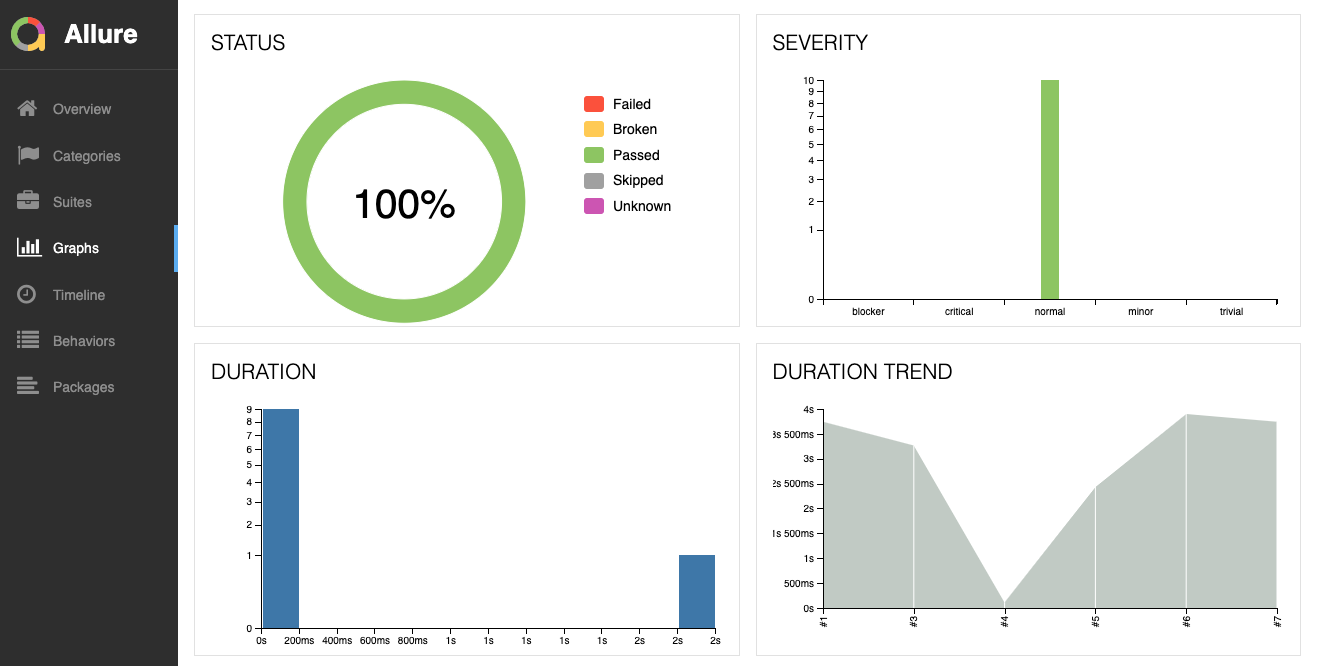 Allure
Overview
Categories
Suites
Graphs
Timeline
Behaviors
Packages
STATUS
100%
Failed
Broken
Passed
Skipped
Unknown
SEVERITY
10
9
8
7
6
5
4
3
2
1
0
blocker critical normal minor trivial
DURATION
9
8
7
6
5
4
3
2
1
0
0s 200ms 400ms 600ms 800ms 1s 1s 1s 1s 1s 2s 2s 2s
DURATION TREND
4s
3s 500ms
3s
2s 500ms
2s
1s 500ms
1s
500ms
0s
#1 #3 #4 #5 #6 #7